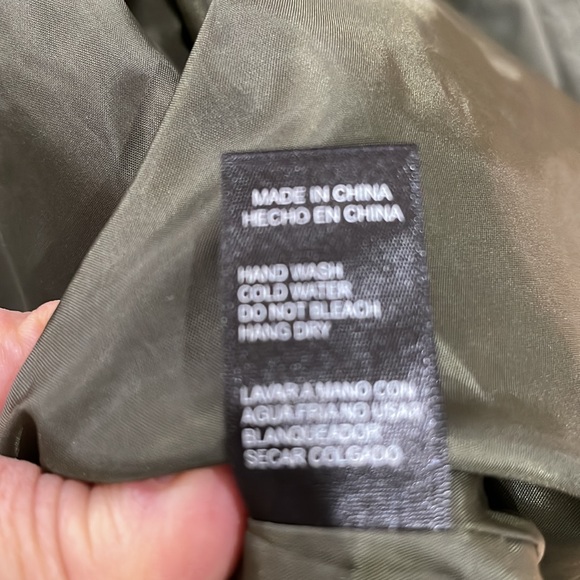 MADE IN CHINA
HECHO EN CHINA
HAND WASH
COLD WATER
DO NOT BLEACH
HANG DRY
LAVAR A MANO CON
AGUA FRIA NO USAR
BLANQUEADOR
SECAR COLGADO